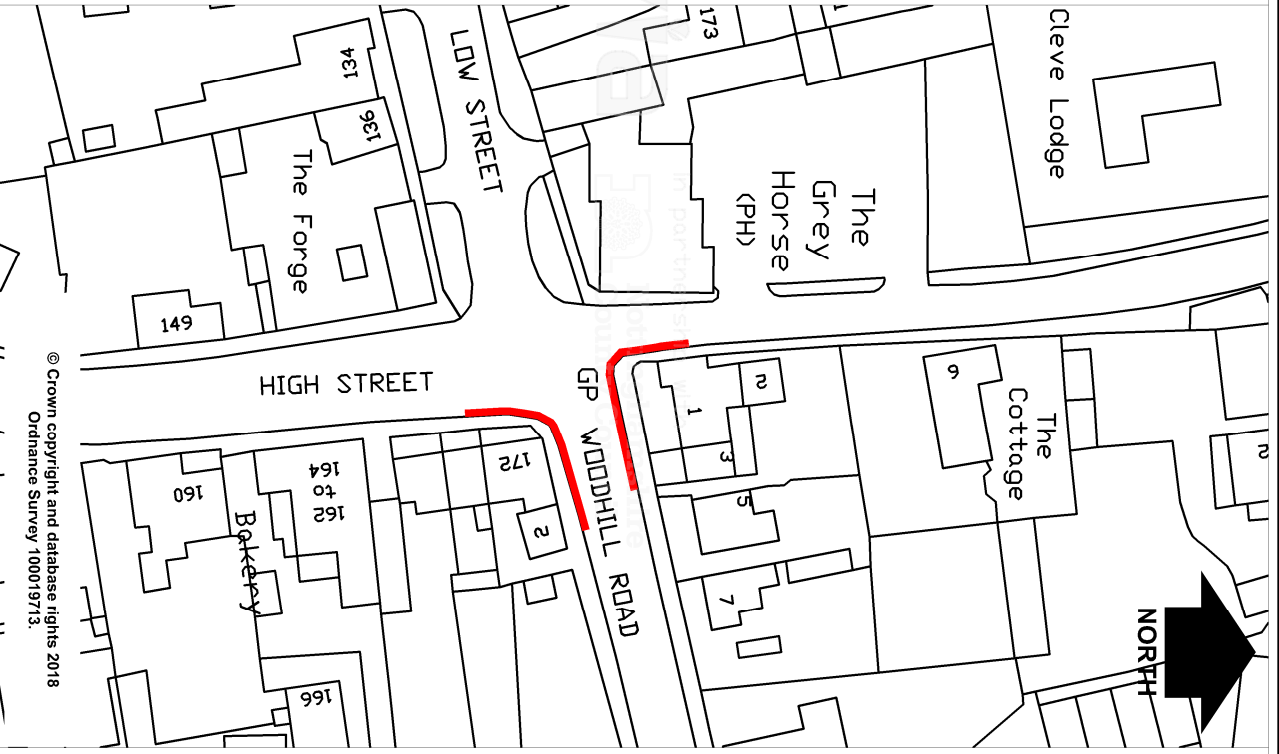 LOW STREET
134
136
The Forge
149
HIGH STREET
173
The
Grey
Horse
(PH)
Cleve Lodge
GP
WOODHILL ROAD
1
2
3
5
7
The
Cottage
172
2
164
to
162
160
Bakery
166
2
NORTH
© Crown copyright and database rights 2018
Ordnance Survey 100019713.